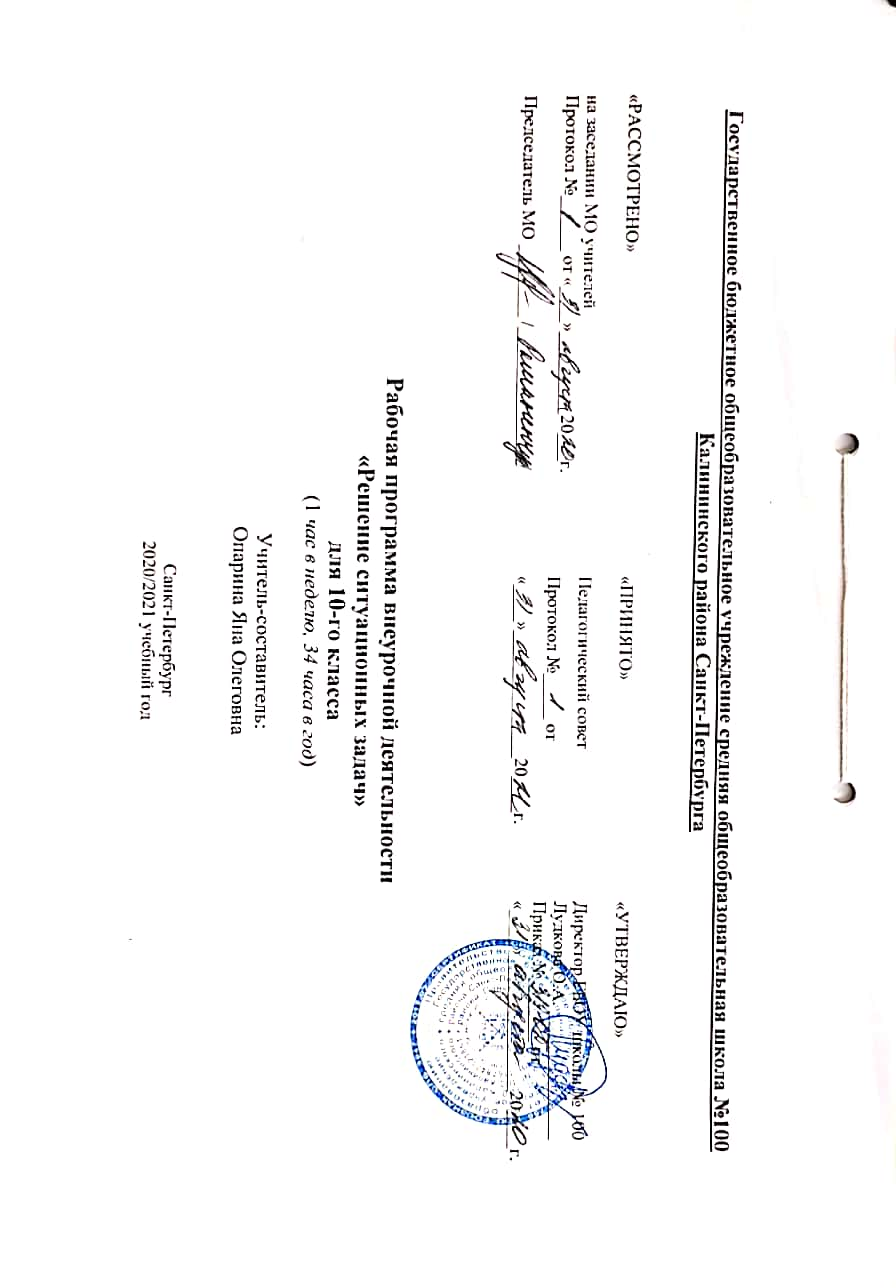 Государственное бюджетное общеобразовательное учреждение средняя общеобразовательная школа №100
Калининского района Санкт-Петербурга
«РАССМОТРЕНО»
на заседании МО учителей
Протокол № 1 от « 31 » августа 2020г.
Председатель МО
«ПРИНЯТО»
Педагогический совет
Протокол № 1 от
« 31 » августа 20 г.
«УТВЕРЖДАЮ»
Директор ГБОУ школы № 100
Лудкова О.А.
Приказ №
« 31 » августа 2020 г.
Рабочая программа внеурочной деятельности
«Решение ситуационных задач»
для 10-го класса
(1 час в неделю, 34 часа в год)
Учитель-составитель:
Опарина Яна Олеговна
Санкт-Петербург
2020/2021 учебный год